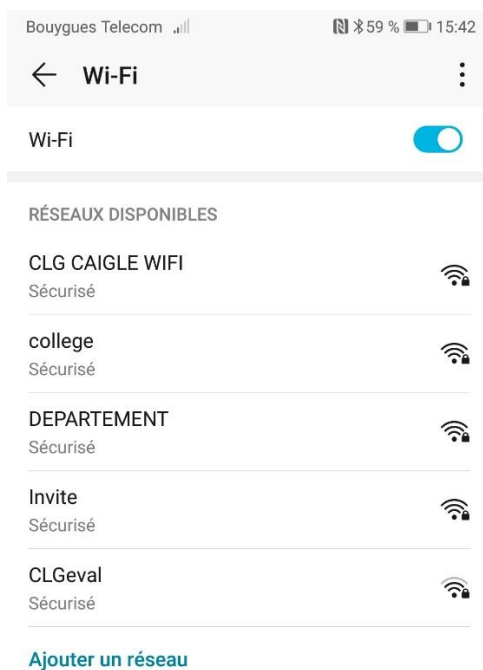 Bouygues Telecom 59 % 15:42
Wi-Fi
Wi-Fi
RÉSEAUX DISPONIBLES
CLG CAIGLE WIFI
Sécurisé
college
Sécurisé
DEPARTEMENT
Sécurisé
Invite
Sécurisé
CLGeval
Sécurisé
Ajouter un réseau